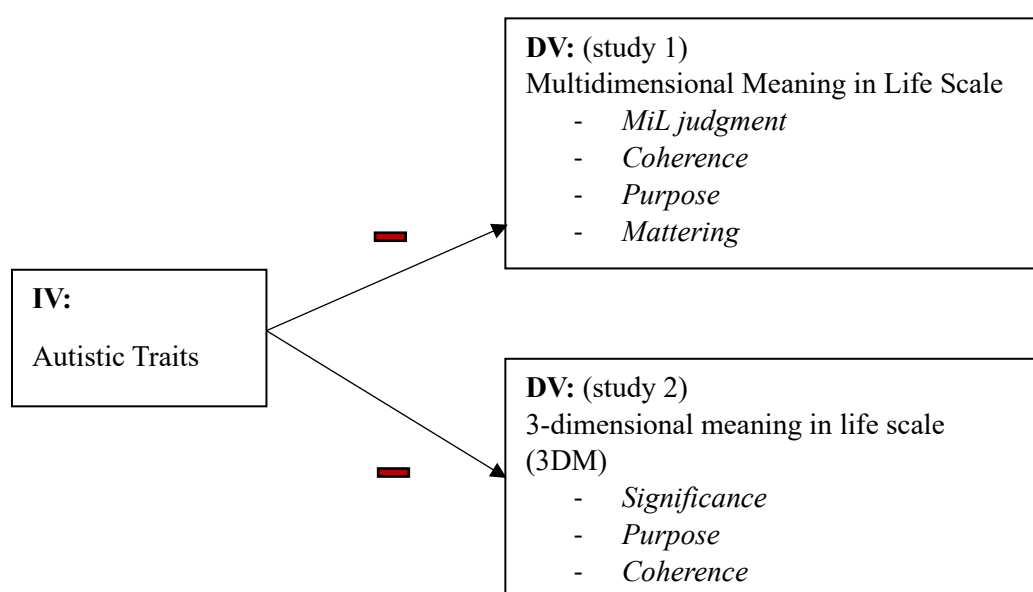 DV: (study 1)
Multidimensional Meaning in Life Scale
- MiL judgment
- Coherence
- Purpose
- Mattering
IV:
Autistic Traits
DV: (study 2)
3-dimensional meaning in life scale
(3DM)
- Significance
- Purpose
- Coherence